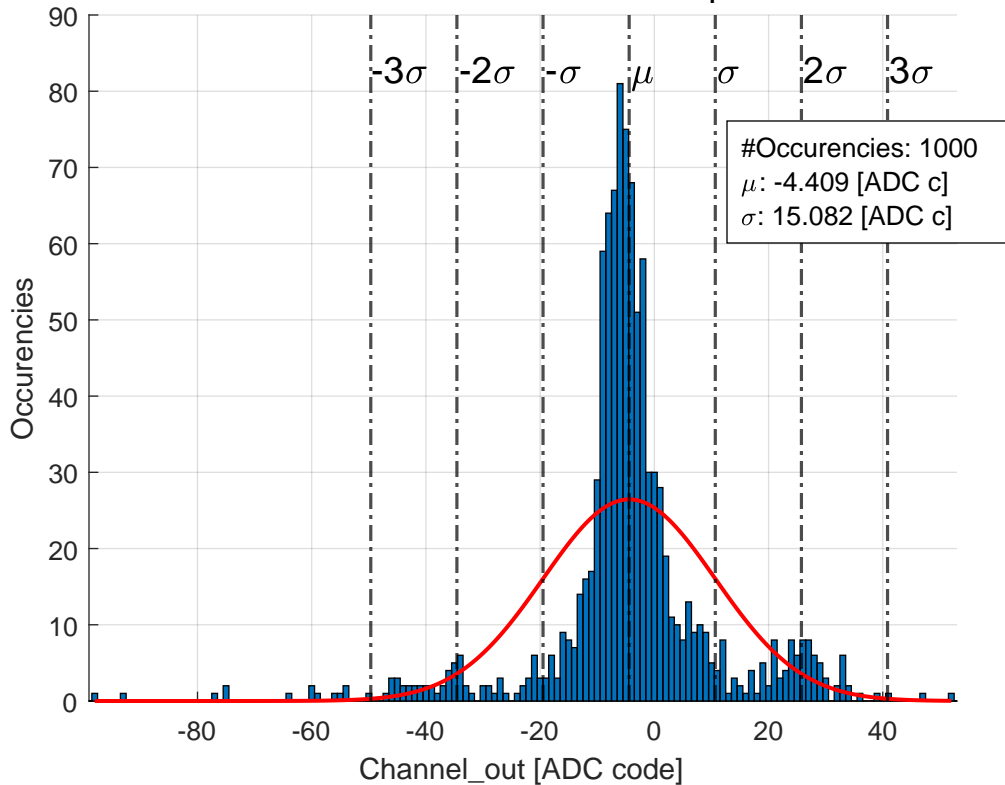 90
80
70
60
50
40
30
20
10
0
Occurencies
-3σ -2σ -σ μ σ 2σ 3σ
#Occurencies: 1000
μ: -4.409 [ADC c]
σ: 15.082 [ADC c]
-80 -60 -40 -20 0 20 40
Channel_out [ADC code]